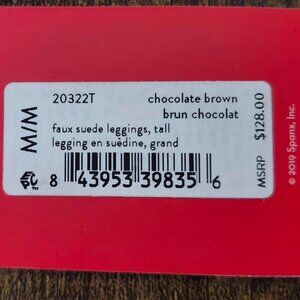 M/M
20322T
chocolate brown
brun chocolat
faux suede leggings, tall
legging en suèdine, grand
8 43953 39835 6
MSRP $128.00
© 2019 Spanx, Inc.